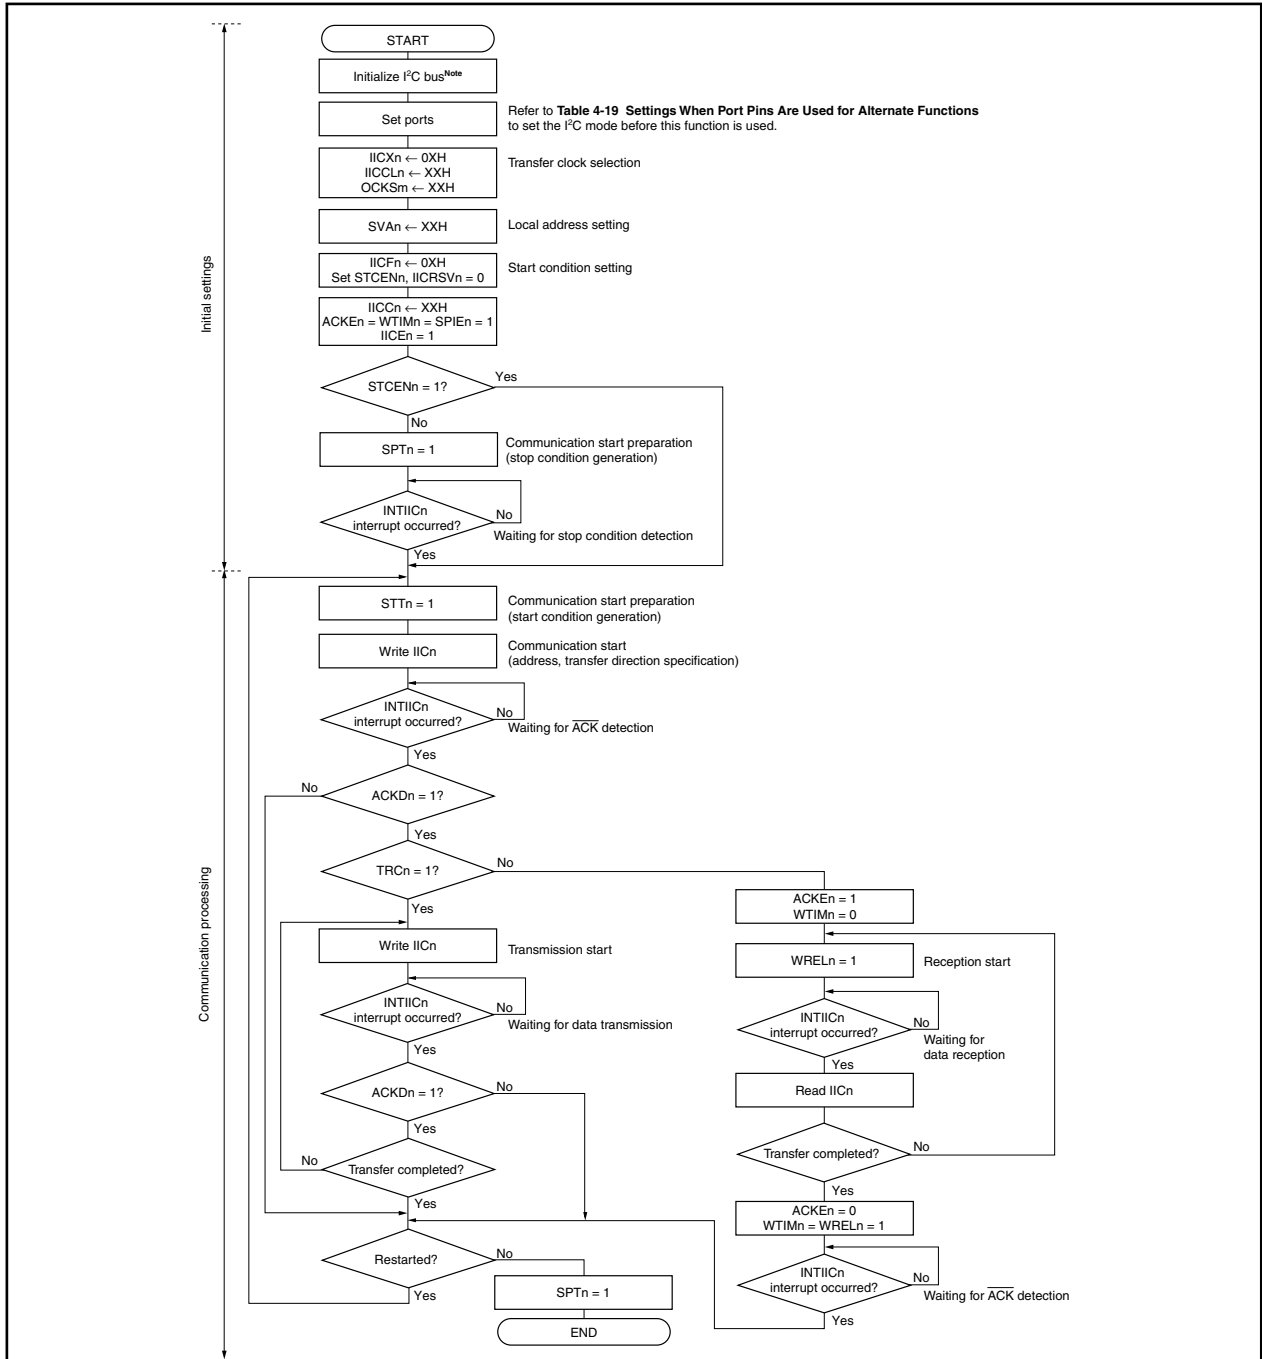 START
Initialize I²C bus^Note
Set ports
Refer to Table 4-19 Settings When Port Pins Are Used for Alternate Functions
to set the I²C mode before this function is used.
IICXn ← 0XH
IICCLn ← XXH
OCKSm ← XXH
Transfer clock selection
SVAn ← XXH
Local address setting
IICFn ← 0XH
Set STCENn, IICRSVn = 0
Start condition setting
IICCn ← XXH
ACKEn = WTIMn = SPIEn = 1
IICEn = 1
Initial settings
STCENn = 1?
Yes
No
SPTn = 1
Communication start preparation
(stop condition generation)
INTIICn
interrupt occurred?
No
Waiting for stop condition detection
Yes
STTn = 1
Communication start preparation
(start condition generation)
Write IICn
Communication start
(address, transfer direction specification)
INTIICn
interrupt occurred?
No
Waiting for A̅C̅K̅ detection
Yes
No
ACKDn = 1?
Yes
TRCn = 1?
No
Yes
Communication processing
Write IICn
Transmission start
INTIICn
interrupt occurred?
No
Waiting for data transmission
Yes
ACKDn = 1?
No
Yes
No
Transfer completed?
Yes
Restarted?
No
Yes
SPTn = 1
END
ACKEn = 1
WTIMn = 0
WRELn = 1
Reception start
INTIICn
interrupt occurred?
No
Waiting for
data reception
Yes
Read IICn
Transfer completed?
No
Yes
ACKEn = 0
WTIMn = WRELn = 1
INTIICn
interrupt occurred?
No
Waiting for A̅C̅K̅ detection
Yes